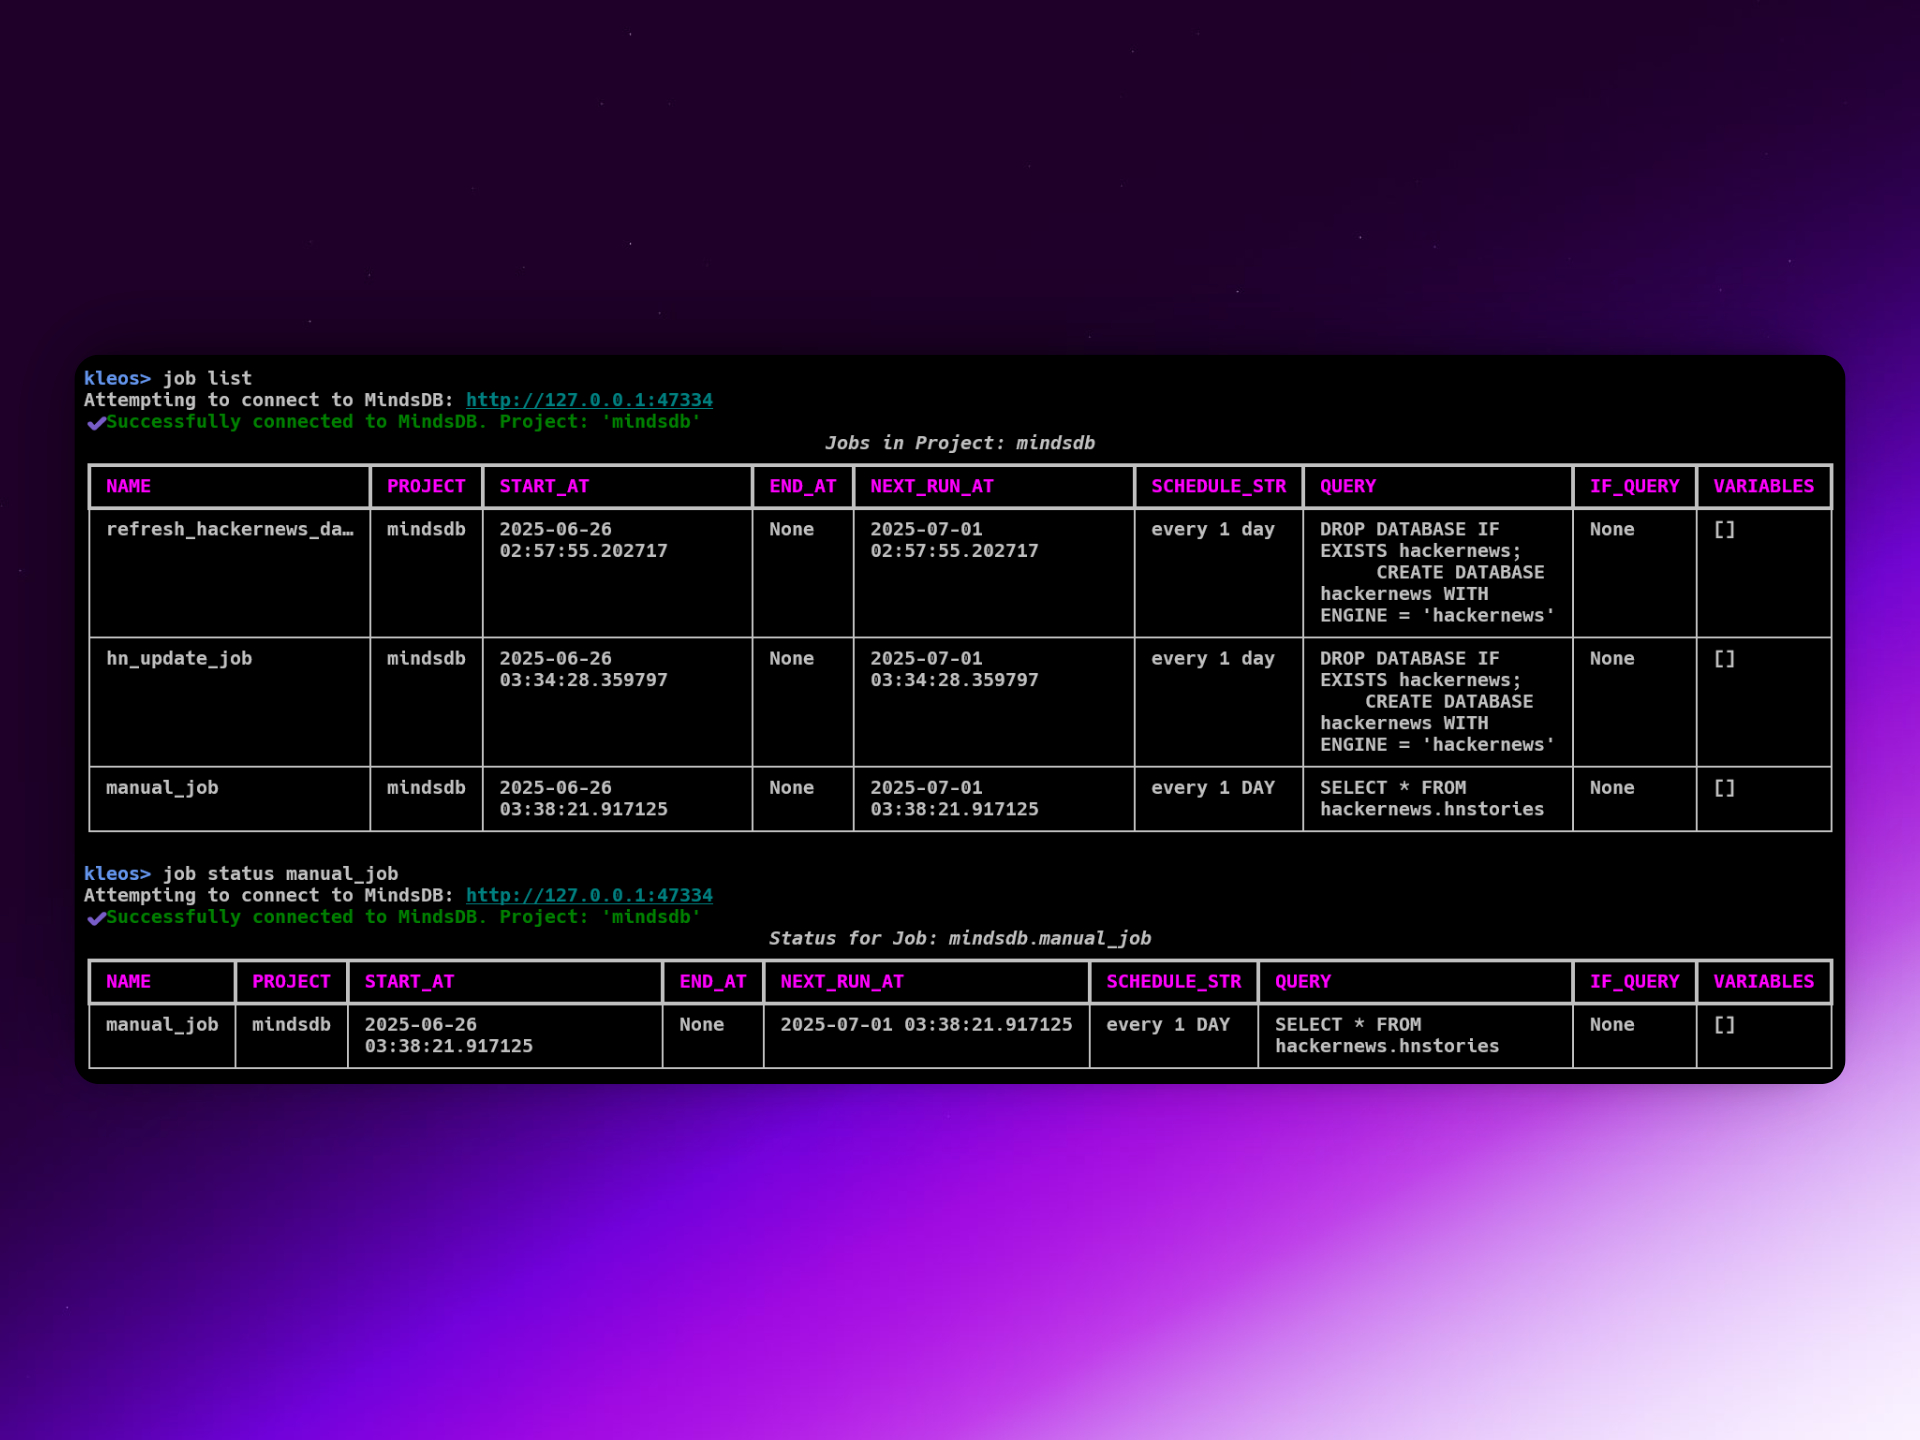 kleos> job list
Attempting to connect to MindsDB: http://127.0.0.1:47334
✔Successfully connected to MindsDB. Project: 'mindsdb'
Jobs in Project: mindsdb
NAME PROJECT START_AT END_AT NEXT_RUN_AT SCHEDULE_STR QUERY IF_QUERY VARIABLES
refresh_hackernews_da… mindsdb 2025-06-26 None 2025-07-01 every 1 day DROP DATABASE IF None []
02:57:55.202717 02:57:55.202717 EXISTS hackernews;
CREATE DATABASE
hackernews WITH
ENGINE = 'hackernews'
hn_update_job mindsdb 2025-06-26 None 2025-07-01 every 1 day DROP DATABASE IF None []
03:34:28.359797 03:34:28.359797 EXISTS hackernews;
CREATE DATABASE
hackernews WITH
ENGINE = 'hackernews'
manual_job mindsdb 2025-06-26 None 2025-07-01 every 1 DAY SELECT * FROM None []
03:38:21.917125 03:38:21.917125 hackernews.hnstories
kleos> job status manual_job
Attempting to connect to MindsDB: http://127.0.0.1:47334
✔Successfully connected to MindsDB. Project: 'mindsdb'
Status for Job: mindsdb.manual_job
NAME PROJECT START_AT END_AT NEXT_RUN_AT SCHEDULE_STR QUERY IF_QUERY VARIABLES
manual_job mindsdb 2025-06-26 None 2025-07-01 03:38:21.917125 every 1 DAY SELECT * FROM None []
03:38:21.917125 hackernews.hnstories